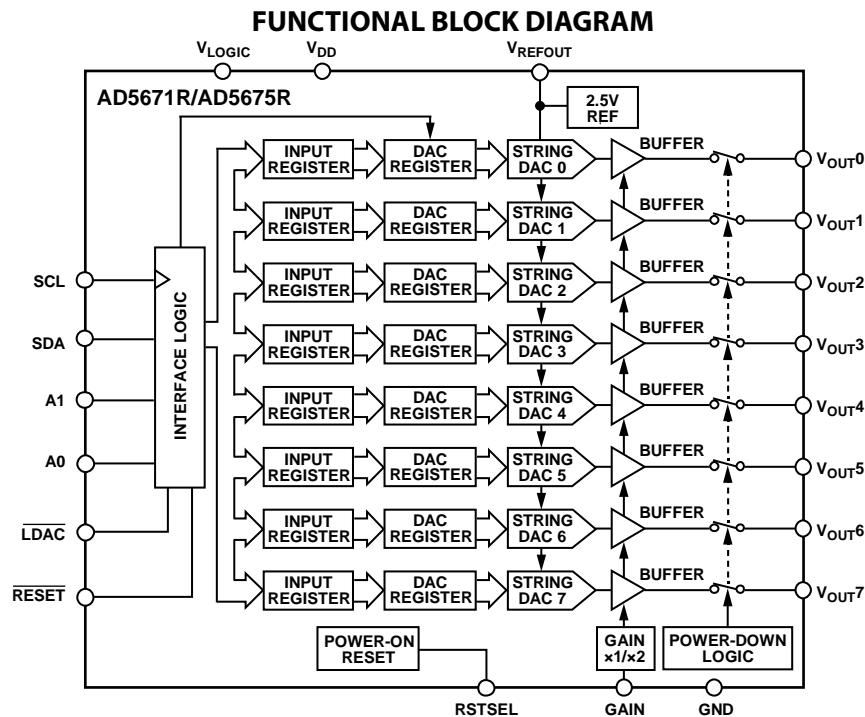 FUNCTIONAL BLOCK DIAGRAM
VLOGIC
VDD
VREFOUT
AD5671R/AD5675R
2.5V
REF
INPUT
REGISTER
DAC
REGISTER
STRING
DAC 0
BUFFER
VOUT0
INPUT
REGISTER
DAC
REGISTER
STRING
DAC 1
BUFFER
VOUT1
SCL
INPUT
REGISTER
DAC
REGISTER
STRING
DAC 2
BUFFER
VOUT2
SDA
INTERFACE LOGIC
INPUT
REGISTER
DAC
REGISTER
STRING
DAC 3
BUFFER
VOUT3
A1
INPUT
REGISTER
DAC
REGISTER
STRING
DAC 4
BUFFER
VOUT4
A0
INPUT
REGISTER
DAC
REGISTER
STRING
DAC 5
BUFFER
VOUT5
LDAC
INPUT
REGISTER
DAC
REGISTER
STRING
DAC 6
BUFFER
VOUT6
RESET
INPUT
REGISTER
DAC
REGISTER
STRING
DAC 7
BUFFER
VOUT7
POWER-ON
RESET
GAIN
×1/×2
POWER-DOWN
LOGIC
RSTSEL
GAIN
GND